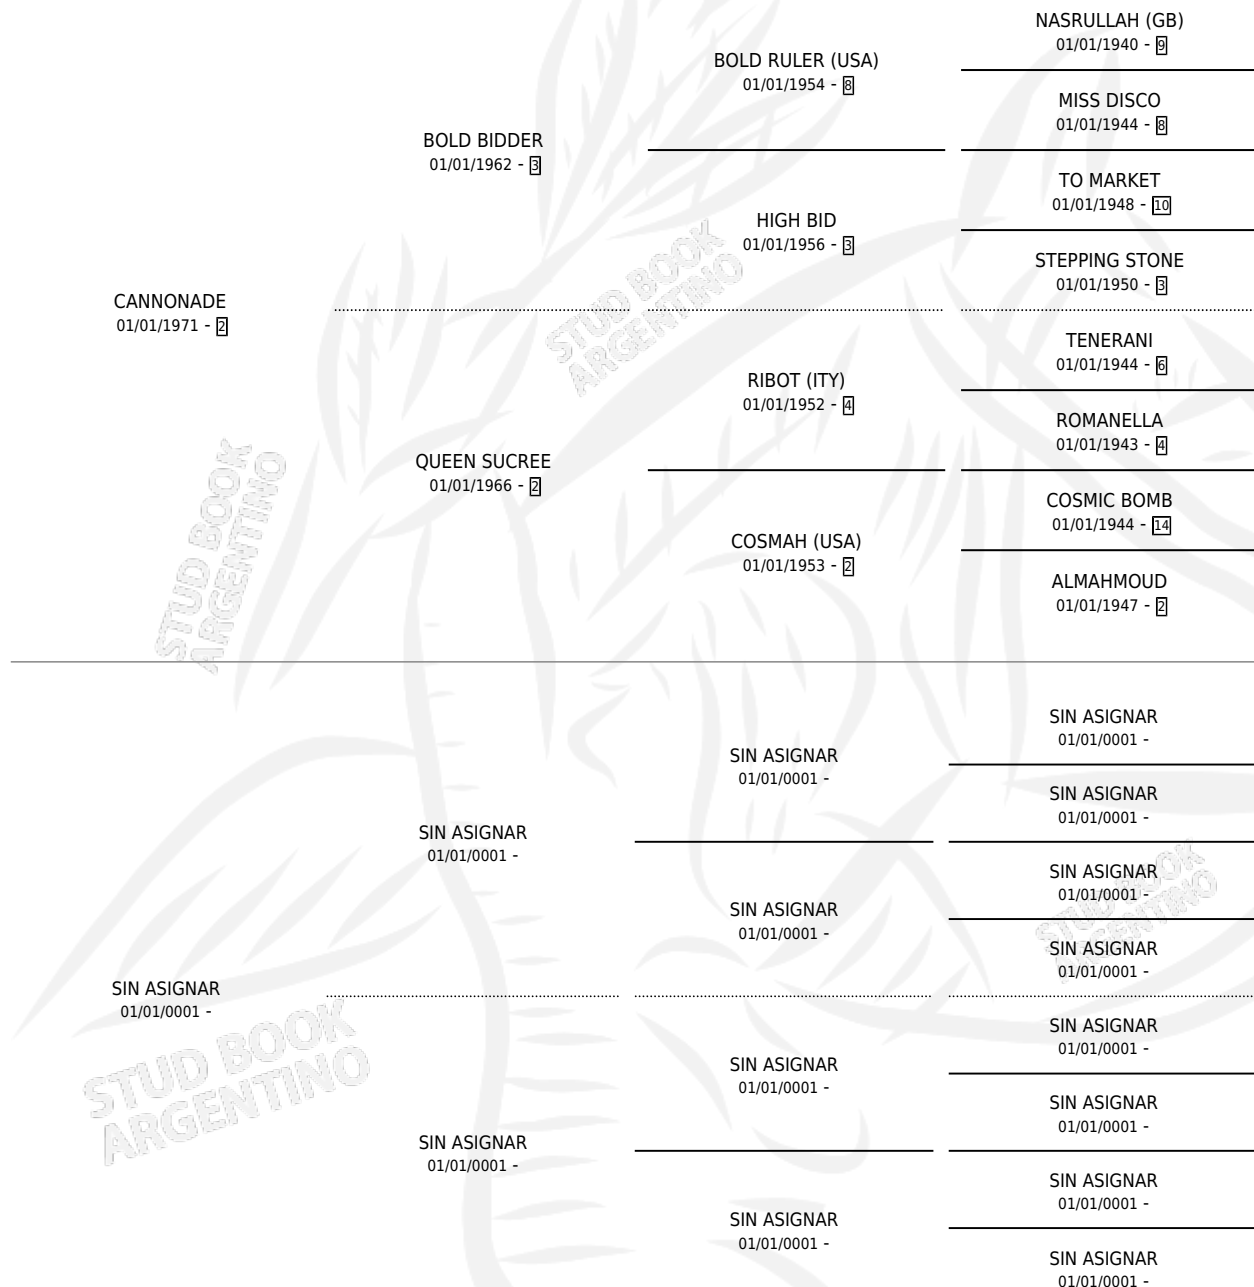 NASRULLAH (GB)
01/01/1940 - 9
BOLD RULER (USA)
01/01/1954 - 8
MISS DISCO
01/01/1944 - 8
BOLD BIDDER
01/01/1962 - 3
TO MARKET
01/01/1948 - 10
HIGH BID
01/01/1956 - 3
STEPPING STONE
01/01/1950 - 3
CANNONADE
01/01/1971 - 2
TENERANI
01/01/1944 - 6
RIBOT (ITY)
01/01/1952 - 4
ROMANELLA
01/01/1943 - 4
QUEEN SUCREE
01/01/1966 - 2
COSMIC BOMB
01/01/1944 - 14
COSMAH (USA)
01/01/1953 - 2
ALMAHMOUD
01/01/1947 - 2
STUD BOOK
ARGENTINO
STUD BOOK
ARGENTINO
SIN ASIGNAR
01/01/0001 -
SIN ASIGNAR
01/01/0001 -
SIN ASIGNAR
01/01/0001 -
SIN ASIGNAR
01/01/0001 -
SIN ASIGNAR
01/01/0001 -
SIN ASIGNAR
01/01/0001 -
SIN ASIGNAR
01/01/0001 -
SIN ASIGNAR
01/01/0001 -
SIN ASIGNAR
01/01/0001 -
SIN ASIGNAR
01/01/0001 -
SIN ASIGNAR
01/01/0001 -
SIN ASIGNAR
01/01/0001 -
SIN ASIGNAR
01/01/0001 -
SIN ASIGNAR
01/01/0001 -
SIN ASIGNAR
01/01/0001 -
STUD BOOK
ARGENTINO
STUD BOOK
ARGENTINO